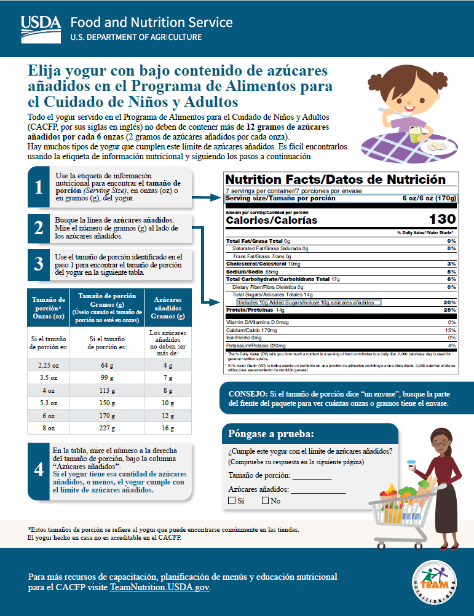 USDA
Food and Nutrition Service
U.S. DEPARTMENT OF AGRICULTURE
Elija yogur con bajo contenido de azúcares
añadidos en el Programa de Alimentos para
el Cuidado de Niños y Adultos
Todo el yogur servido en el Programa de Alimentos para el Cuidado de Niños y Adultos
(CACFP, por sus siglas en inglés) no deben de contener más de 12 gramos de azúcares
añadidos por cada 6 onzas (2 gramos de azúcares añadidos por cada onza).
Hay muchos tipos de yogur que cumplen este límite de azúcares añadidos. Es fácil encontrarlos
usando la etiqueta de información nutricional y siguiendo los pasos a continuación.
1
Use la etiqueta de información
nutricional para encontrar el tamaño de
porción (Serving Size), en onzas (oz) o
en gramos (g), del yogur.
2
Busque la línea de azúcares añadidos.
Mire el número de gramos (g) al lado de
los azúcares añadidos.
3
Use el tamaño de porción identificado en el
paso 1 para encontrar el tamaño de porción
del yogur en la siguiente tabla.
Tamaño de porción* Onzas (oz) Tamaño de porción Gramos (g) (Úselo cuando el tamaño de porción no esté en onzas) Azúcares añadidos Gramos (g)
Si el tamaño de porción es: Si el tamaño de porción es: Los azúcares añadidos no deben ser más de:
2.25 oz 64 g 4 g
3.5 oz 99 g 7 g
4 oz 113 g 8 g
5.3 oz 150 g 10 g
6 oz 170 g 12 g
8 oz 227 g 16 g
4
En la tabla, mire el número a la derecha
del tamaño de porción, bajo la columna
"Azúcares añadidos".
Si el yogur tiene esa cantidad de azúcares
añadidos, o menos, el yogur cumple con
el límite de azúcares añadidos.
Nutrition Facts/Datos de Nutrición
7 servings per container/7 porciones por envase
Serving size/Tamaño por porción 6 oz/6 oz (170g)
Amount per serving/Cantidad por porción
Calories/Calorías 130
% Daily Value*/Valor Diario*
Total Fat/Grasa Total 0g 0%
Saturated Fat/Grasa Saturada 0g 0%
Trans Fat/Grasa Trans 0g
Cholesterol/Colesterol 10mg 3%
Sodium/Sodio 65mg
Total Carbohydrate/Carbohidrato Total 17g 6%
Dietary Fiber/Fibra Dietética 0g 0%
Total Sugars/Azúcares Totales 14g
Includes 10g Added Sugars/Incluye 10g azúcares añadidos 20%
Protein/Proteínas 14g 28%
Vitamin D/Vitamina D 0mcg 0%
Calcium/Calcio 170mg 15%
Iron/Hierro 0mg 0%
Potassium/Potasio 220mg 4%
CONSEJO: Si el tamaño de porción dice "un envase", busque la parte
del frente del paquete para ver cuántas onzas o gramos tiene el envase.
Póngase a prueba:
¿Cumple este yogur con el límite de azúcares añadidos?
(Compruebe su respuesta en la siguiente página)
Tamaño de porción:
Azúcares añadidos:
Sí No
*Estos tamaños de porción se refiere al yogur que puede encontrarse comúnmente en las tiendas.
El yogur hecho en casa no es acreditable en el CACFP.
Para más recursos de capacitación, planificación de menús y educación nutricional
para el CACFP visite TeamNutrition.USDA.gov.
TEAM